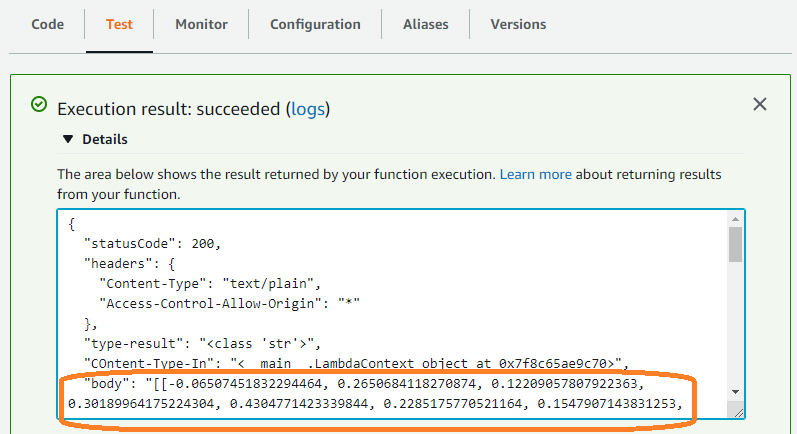 Code Test Monitor Configuration Aliases Versions
Execution result: succeeded (logs)
▼ Details
The area below shows the result returned by your function execution. Learn more about returning results
from your function.
{
"statusCode": 200,
"headers": {
"Content-Type": "text/plain",
"Access-Control-Allow-Origin": "*"
},
"type-result": "<class 'str'>",
"COntent-Type-In": "<__main__.LambdaContext object at 0x7f8c65ae9c70>",
"body": "[[-0.06507451832294464, 0.2650684118270874, 0.12209057807922363,
0.30189964175224304, 0.4304771423339844, 0.2285175770521164, 0.1547907143831253,